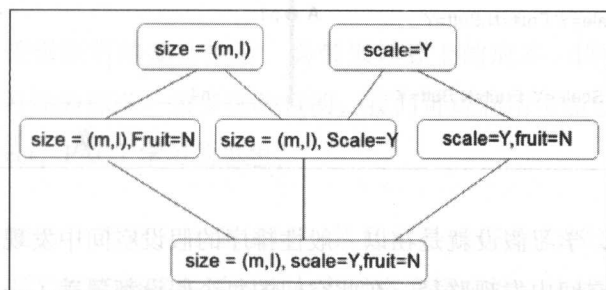 size = (m,l)
scale=Y
size = (m,l),Fruit=N
size = (m,l), Scale=Y
scale=Y,fruit=N
size = (m,l), scale=Y,fruit=N